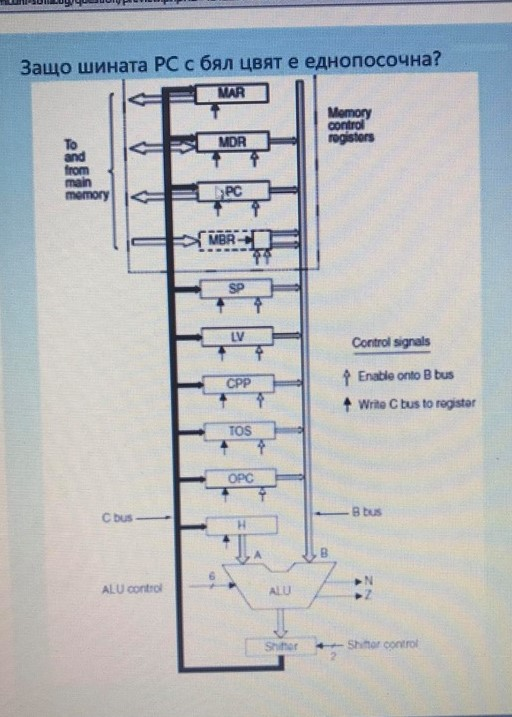 Защо шината PC с бял цвят е еднопосочна?
MAR
MDR
PC
MBR
To
and
from
main
memory
Memory
control
registers
SP
LV
CPP
TOS
OPC
H
Control signals
Enable onto B bus
Write C bus to register
C bus
B bus
A
B
ALU control
6
ALU
N
Z
Shifter
Shifter control
2